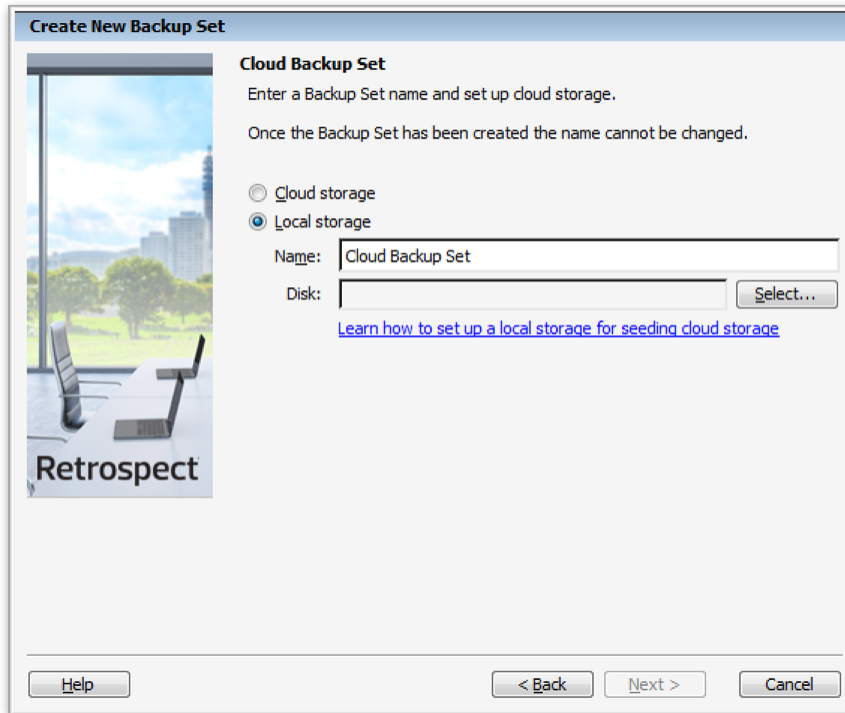 Create New Backup Set
Cloud Backup Set
Enter a Backup Set name and set up cloud storage.
Once the Backup Set has been created the name cannot be changed.
Cloud storage
Local storage
Name: Cloud Backup Set
Disk: Select...
Learn how to set up a local storage for seeding cloud storage
Retrospect
Help < Back Next > Cancel